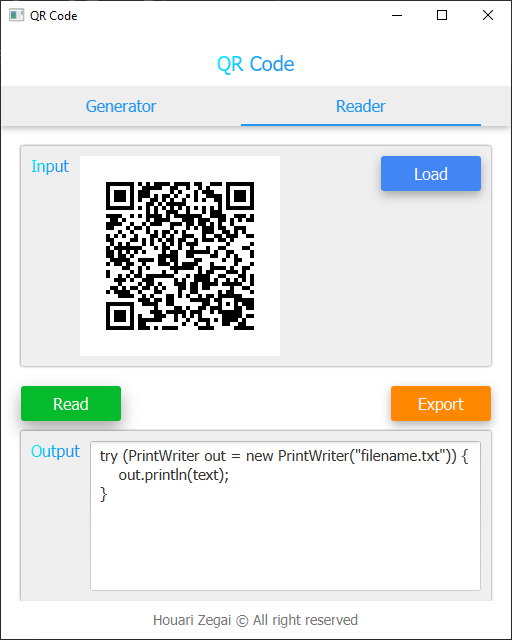 QR Code
QR Code
Generator
Reader
Input
Load
Read
Export
Output
try (PrintWriter out = new PrintWriter("filename.txt")) {
    out.println(text);
}
Houari Zegai © All right reserved